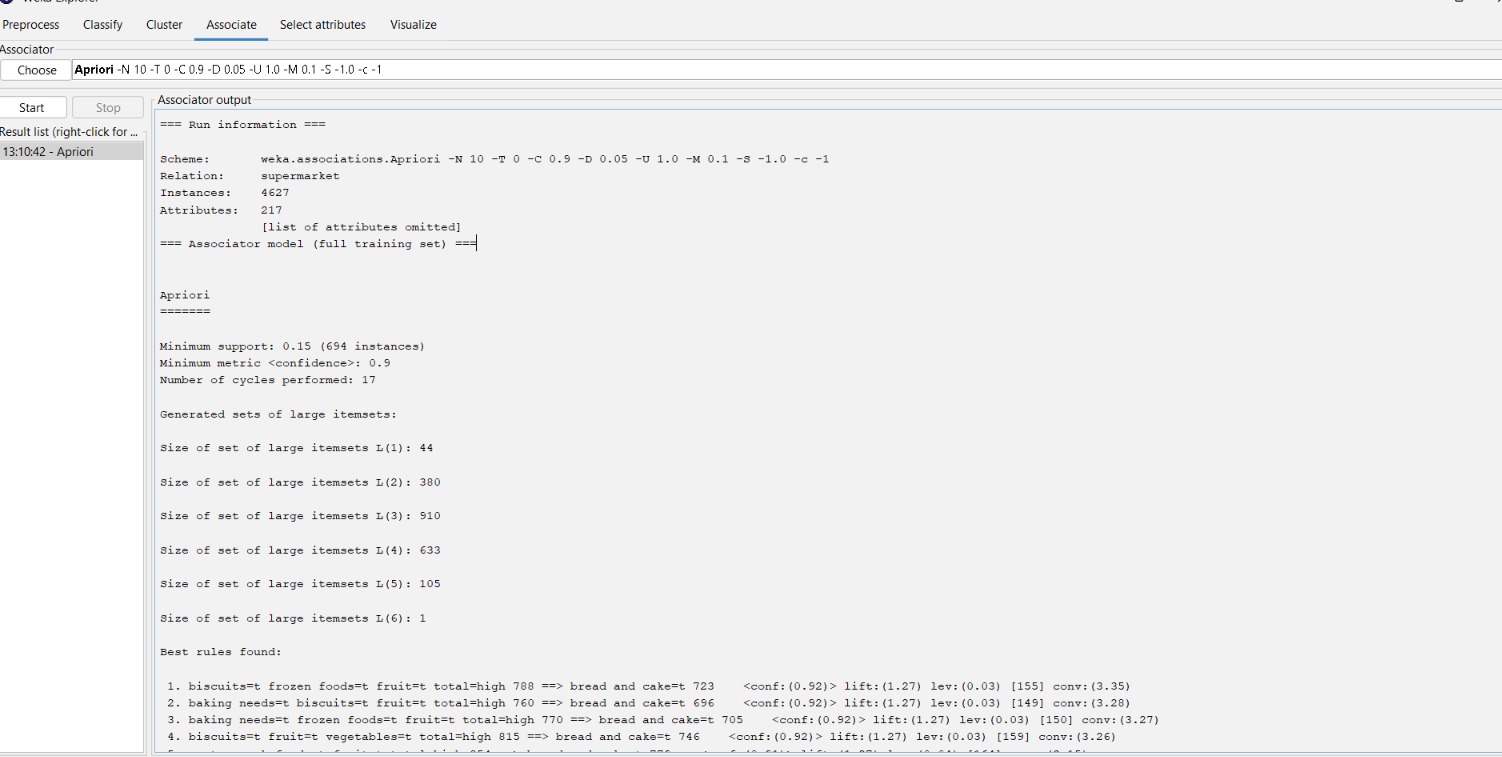 Weka Explorer
Preprocess Classify Cluster Associate Select attributes Visualize
Associator
Choose Apriori -N 10 -T 0 -C 0.9 -D 0.05 -U 1.0 -M 0.1 -S -1.0 -c -1
Start Stop
Result list (right-click for ...
13:10:42 - Apriori
Associator output
=== Run information ===
Scheme: weka.associations.Apriori -N 10 -T 0 -C 0.9 -D 0.05 -U 1.0 -M 0.1 -S -1.0 -c -1
Relation: supermarket
Instances: 4627
Attributes: 217
[list of attributes omitted]
=== Associator model (full training set) ===
Apriori
=======
Minimum support: 0.15 (694 instances)
Minimum metric <confidence>: 0.9
Number of cycles performed: 17
Generated sets of large itemsets:
Size of set of large itemsets L(1): 44
Size of set of large itemsets L(2): 380
Size of set of large itemsets L(3): 910
Size of set of large itemsets L(4): 633
Size of set of large itemsets L(5): 105
Size of set of large itemsets L(6): 1
Best rules found:
1. biscuits=t frozen foods=t fruit=t total=high 788 ==> bread and cake=t 723 <conf:(0.92)> lift:(1.27) lev:(0.03) [155] conv:(3.35)
2. baking needs=t biscuits=t fruit=t total=high 760 ==> bread and cake=t 696 <conf:(0.92)> lift:(1.27) lev:(0.03) [149] conv:(3.28)
3. baking needs=t frozen foods=t fruit=t total=high 770 ==> bread and cake=t 705 <conf:(0.92)> lift:(1.27) lev:(0.03) [150] conv:(3.27)
4. biscuits=t fruit=t vegetables=t total=high 815 ==> bread and cake=t 746 <conf:(0.92)> lift:(1.27) lev:(0.03) [159] conv:(3.26)